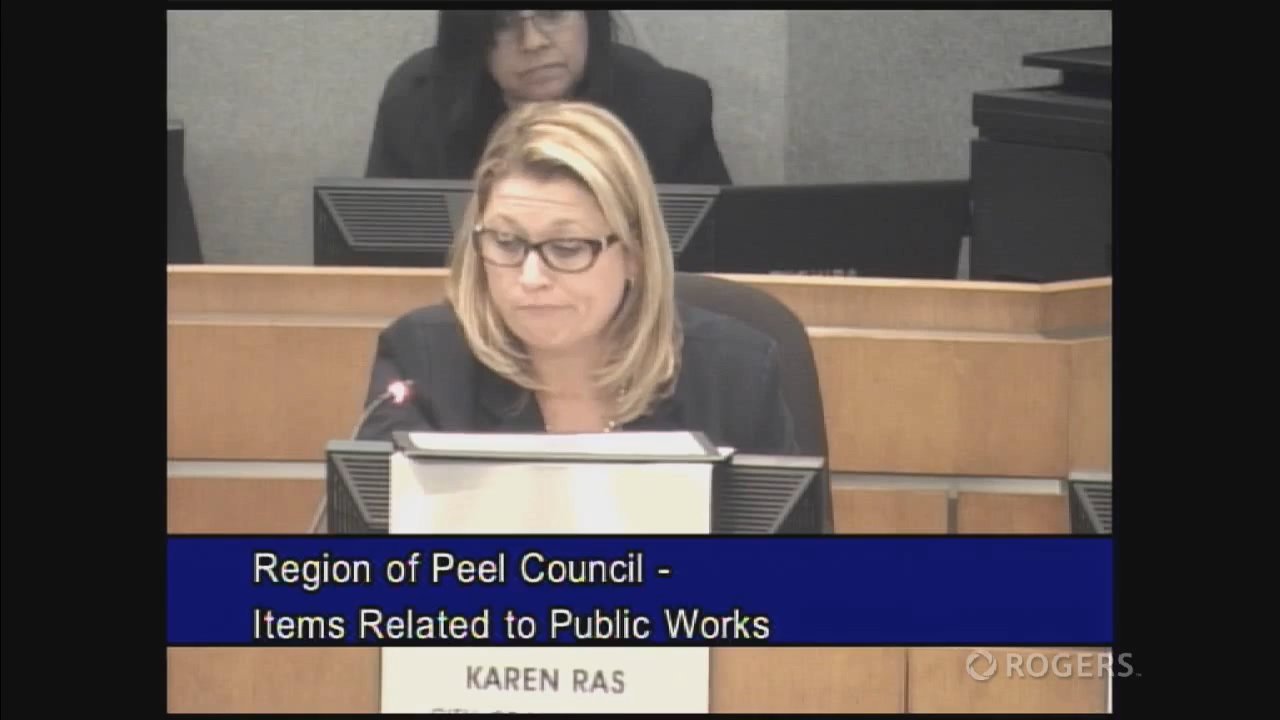 Region of Peel Council -
Items Related to Public Works
KAREN RAS
ROGERS